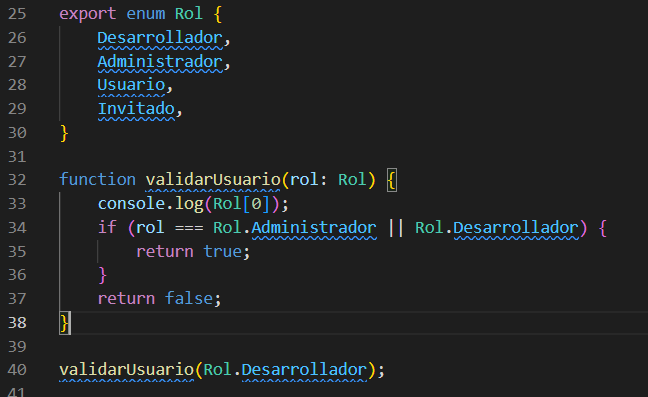 25 export enum Rol {
26     Desarrollador,
27     Administrador,
28     Usuario,
29     Invitado,
30 }
31
32 function validarUsuario(rol: Rol) {
33     console.log(Rol[0]);
34     if (rol === Rol.Administrador || Rol.Desarrollador) {
35         return true;
36     }
37     return false;
38 }
39
40 validarUsuario(Rol.Desarrollador);
41